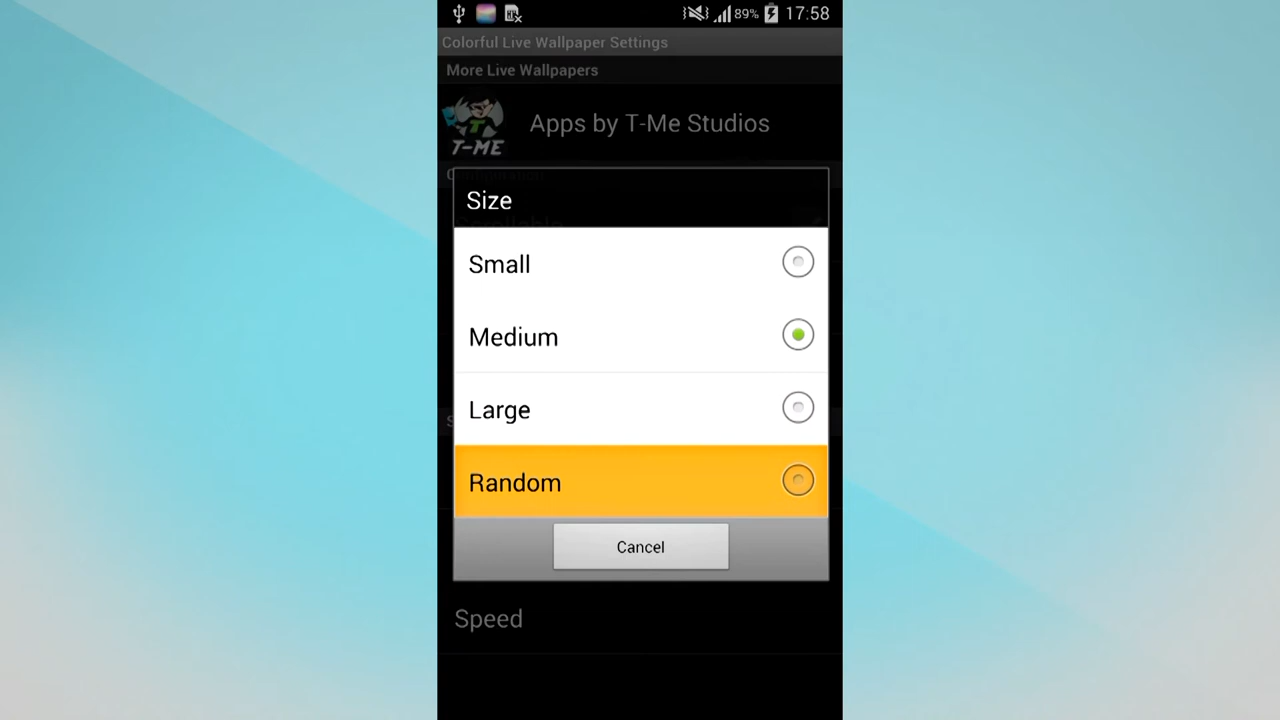 89% 17:58
Colorful Live Wallpaper Settings
More Live Wallpapers
T-ME
Apps by T-Me Studios
Size
Small
Medium
Large
Random
Cancel
Speed